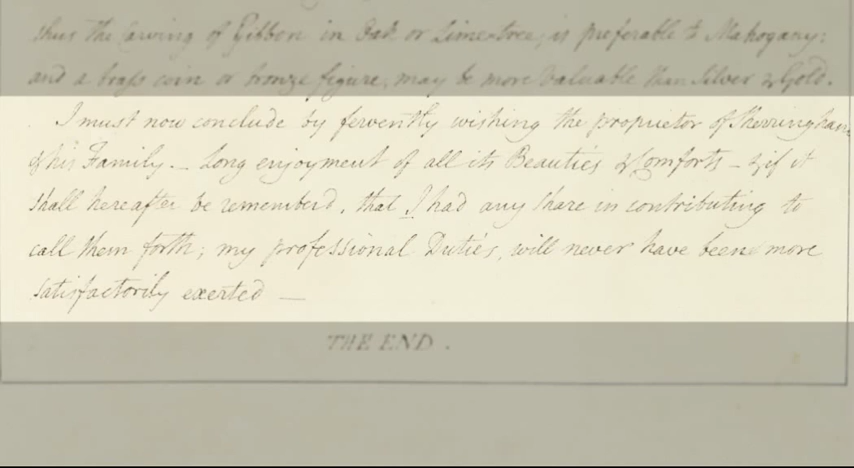 thus the Carving of Gibbon in Oak or Lime-tree, is preferable to Mahogany:
and a brass coin or bronze figure, may be more valuable than Silver & Gold.
I must now conclude by fervently wishing the proprietor of Sherringham
& his Family — Long enjoyment of all its Beauties & Comforts — & if it
shall hereafter be rememberd, that I had any share in contributing to
call them forth; my professional Duties, will never have been more
satisfactorily exerted —
THE END.